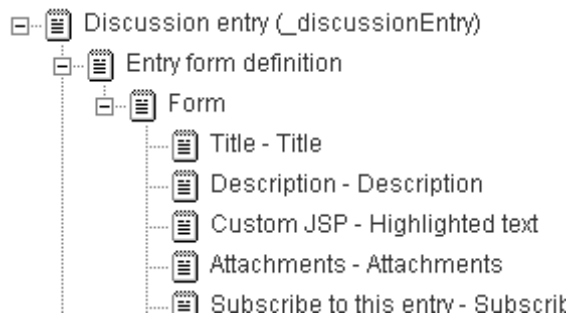 Discussion entry (_discussionEntry)
Entry form definition
Form
Title - Title
Description - Description
Custom JSP - Highlighted text
Attachments - Attachments
Subscribe to this entry - Subscrib